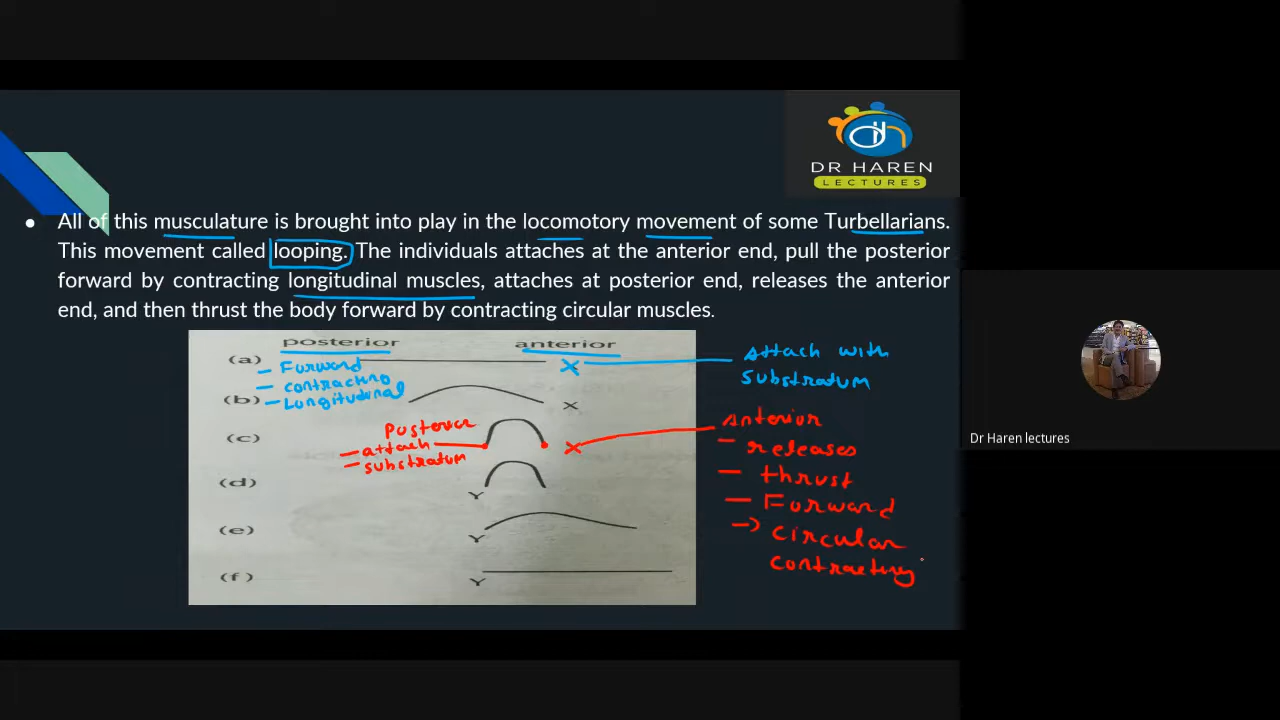 DR HAREN
LECTURES
All of this musculature is brought into play in the locomotory movement of some Turbellarians.
This movement called looping. The individuals attaches at the anterior end, pull the posterior
forward by contracting longitudinal muscles, attaches at posterior end, releases the anterior
end, and then thrust the body forward by contracting circular muscles.
posterior anterior
(a) X
Forward
contracting
Longitudinal
Attach with
Substratum
(b) X
(c) X
Posterior
attach
substratum
Anterior
releases
thrust
Forward
circular
contracting
(d) Y
(e) Y
(f) Y
Dr Haren lectures